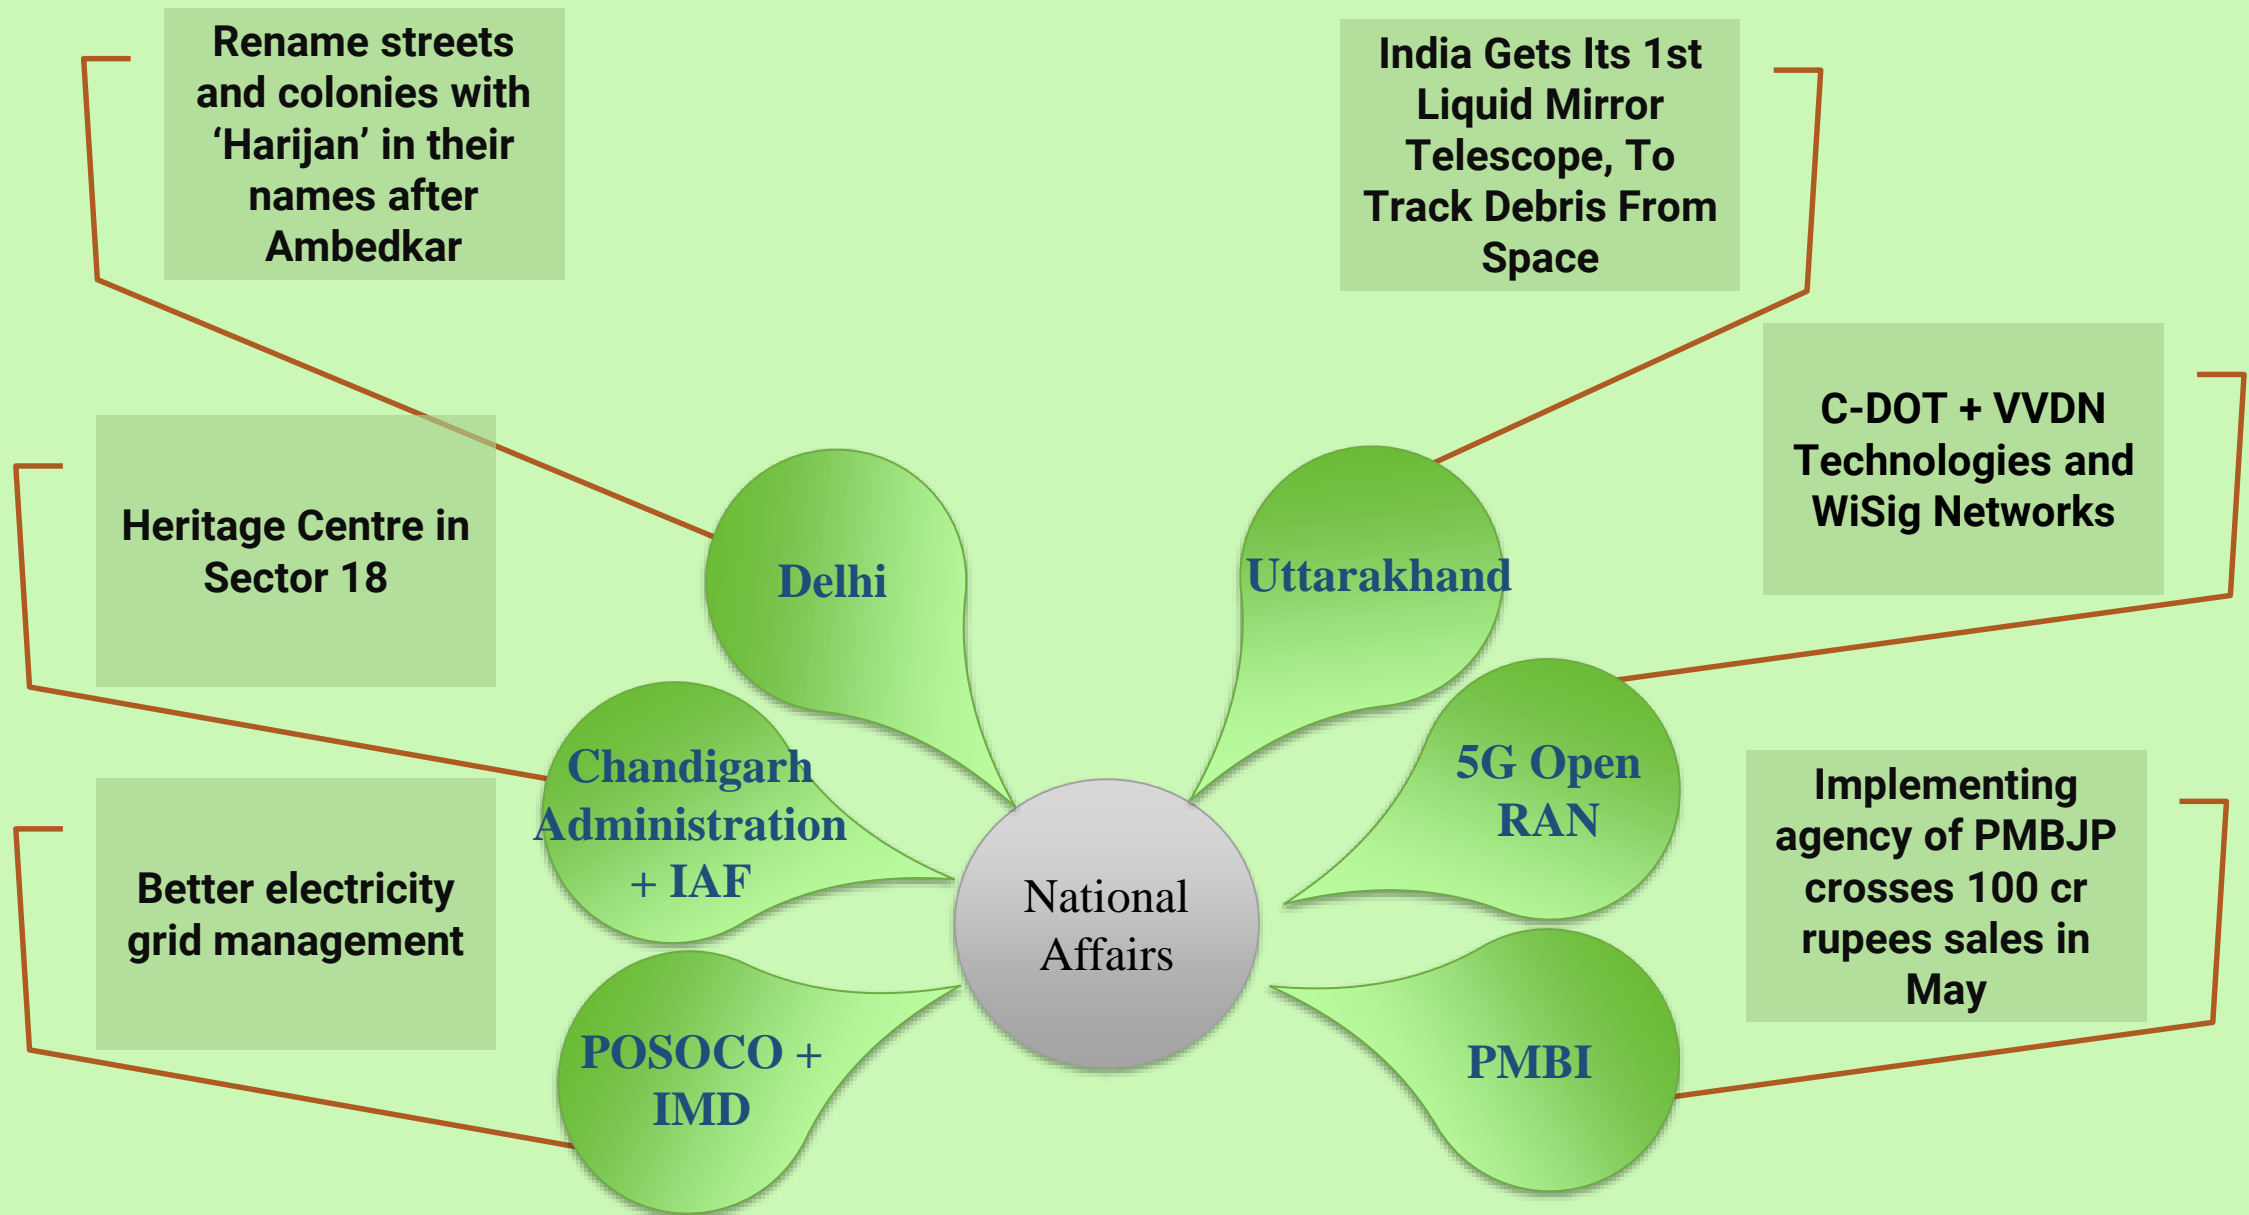 Rename streets
and colonies with
‘Harijan’ in their
names after
Ambedkar
India Gets Its 1st
Liquid Mirror
Telescope, To
Track Debris From
Space
C-DOT + VVDN
Technologies and
WiSig Networks
Heritage Centre in
Sector 18
Delhi
Uttarakhand
Chandigarh
Administration
+ IAF
5G Open
RAN
Implementing
agency of PMBJP
crosses 100 cr
rupees sales in
May
Better electricity
grid management
National
Affairs
POSOCO +
IMD
PMBI